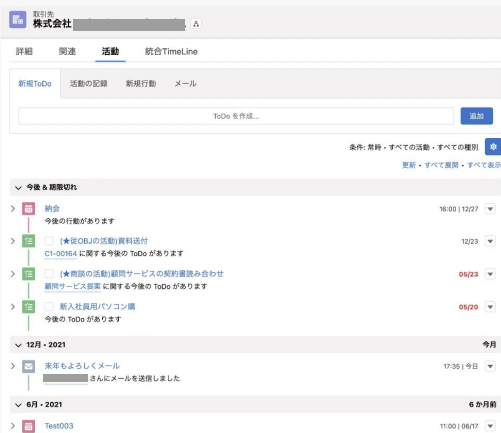 取引先
株式会社
詳細 関連 活動 統合TimeLine
新規ToDo 活動の記録 新規行動 メール
ToDo を作成... 追加
条件: 常時・すべての活動・すべての種別
更新・すべて展開・すべて表示
今後 & 期限切れ
納会 16:00 | 12/27
今後の行動があります
(★従OBJの活動)資料送付 12/23
C1-00164 に関する今後の ToDo があります
(★商談の活動)顧問サービスの契約書読み合わせ 05/23
顧問サービス提案 に関する今後の ToDo があります
新入社員用パソコン購 05/20
今後の ToDo があります
12月・2021 今月
来年もよろしくメール 17:35 | 今日
さんにメールを送信しました
6月・2021 6 か月前
Test003 11:00 | 06/17